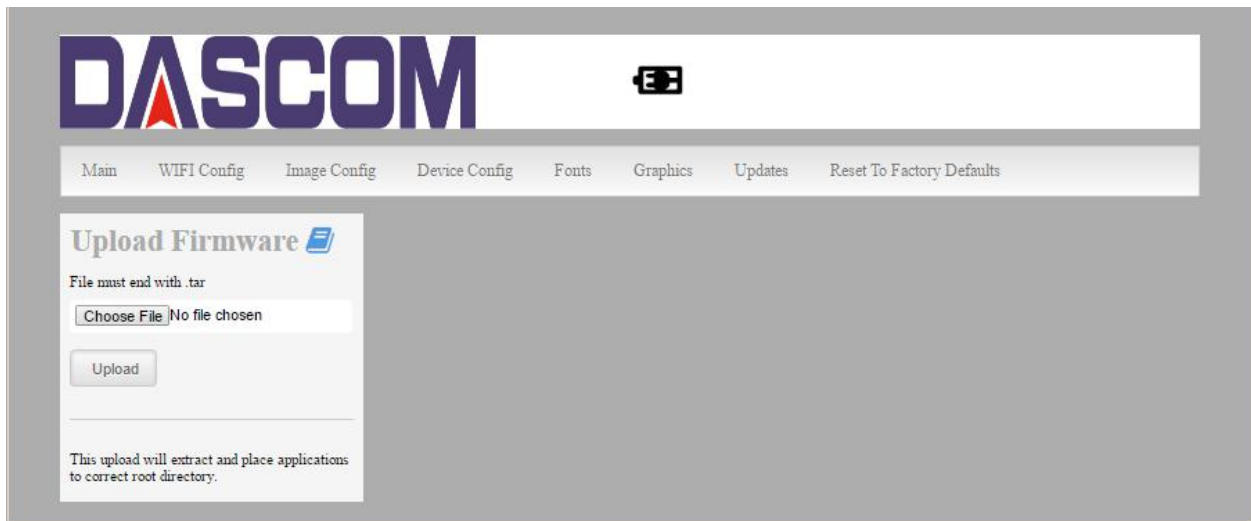 DASCOM
Main WIFI Config Image Config Device Config Fonts Graphics Updates Reset To Factory Defaults
Upload Firmware
File must end with .tar
Choose File No file chosen
Upload
This upload will extract and place applications
to correct root directory.